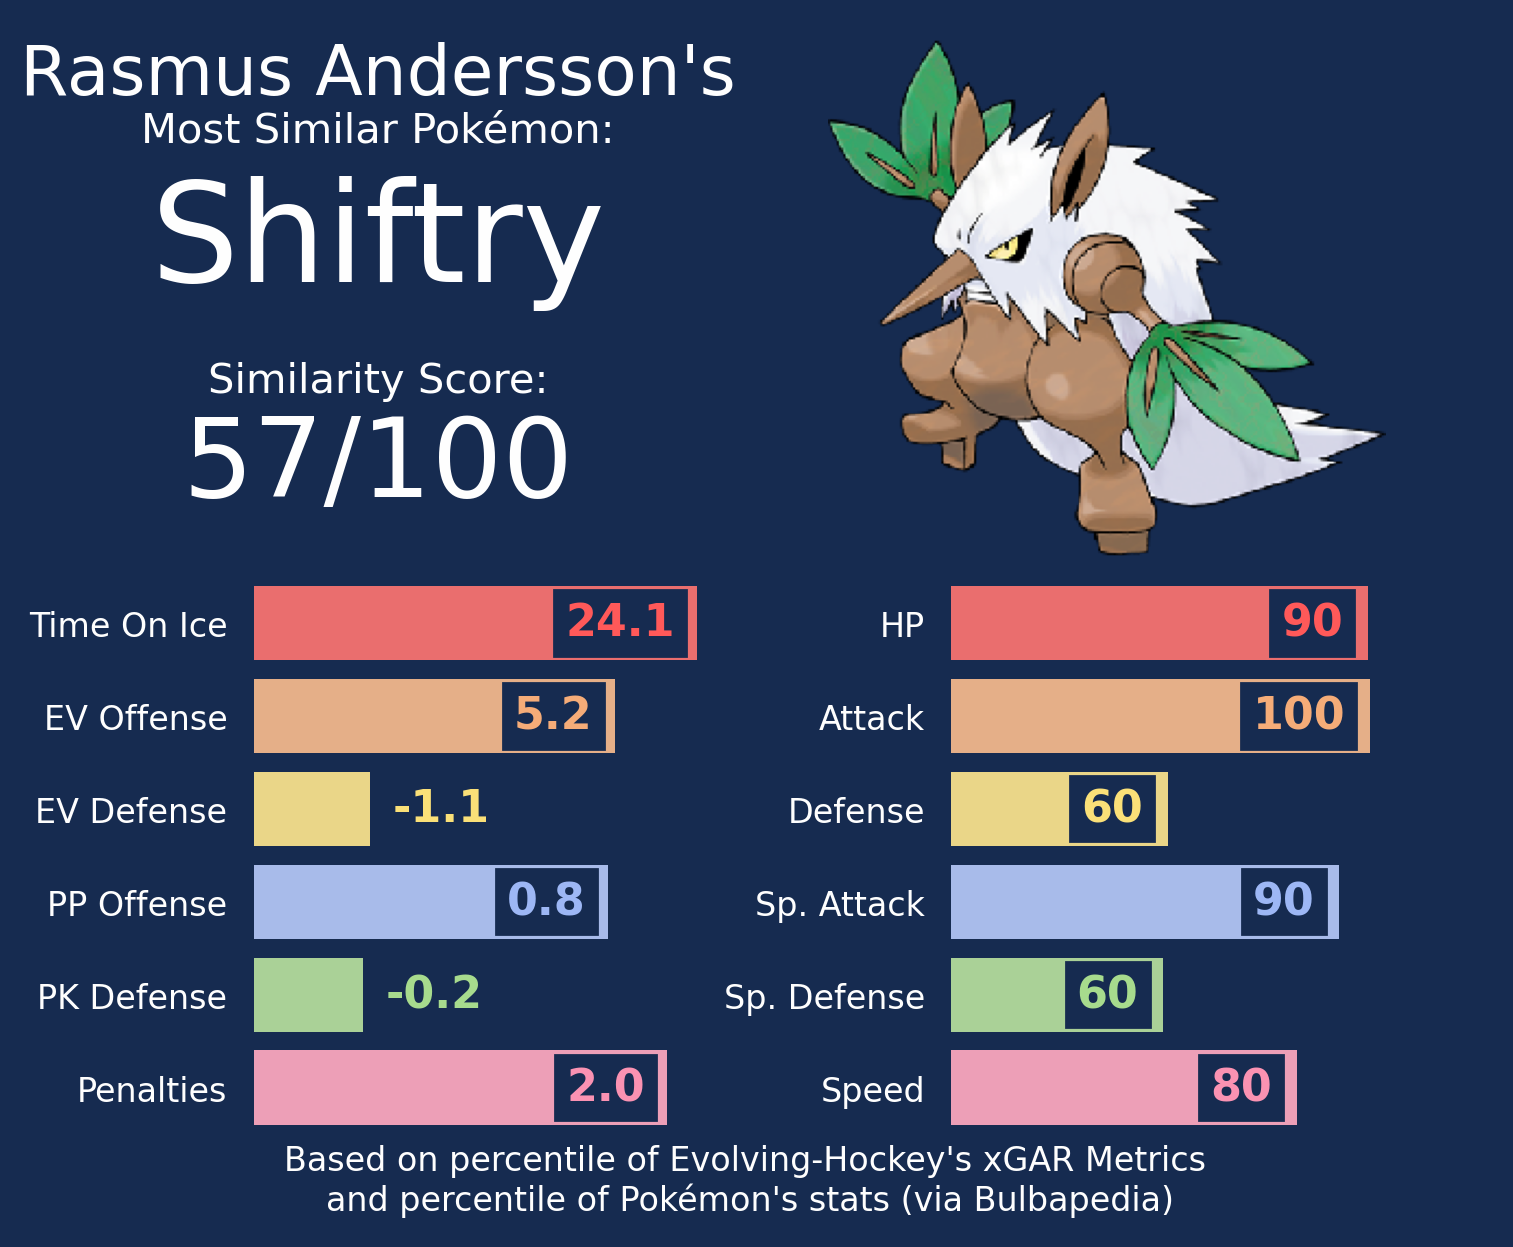 Rasmus Andersson's
Most Similar Pokémon:
Shiftry
Similarity Score:
57/100
Time On Ice 24.1
EV Offense 5.2
EV Defense -1.1
PP Offense 0.8
PK Defense -0.2
Penalties 2.0
HP 90
Attack 100
Defense 60
Sp. Attack 90
Sp. Defense 60
Speed 80
Based on percentile of Evolving-Hockey's xGAR Metrics
and percentile of Pokémon's stats (via Bulbapedia)